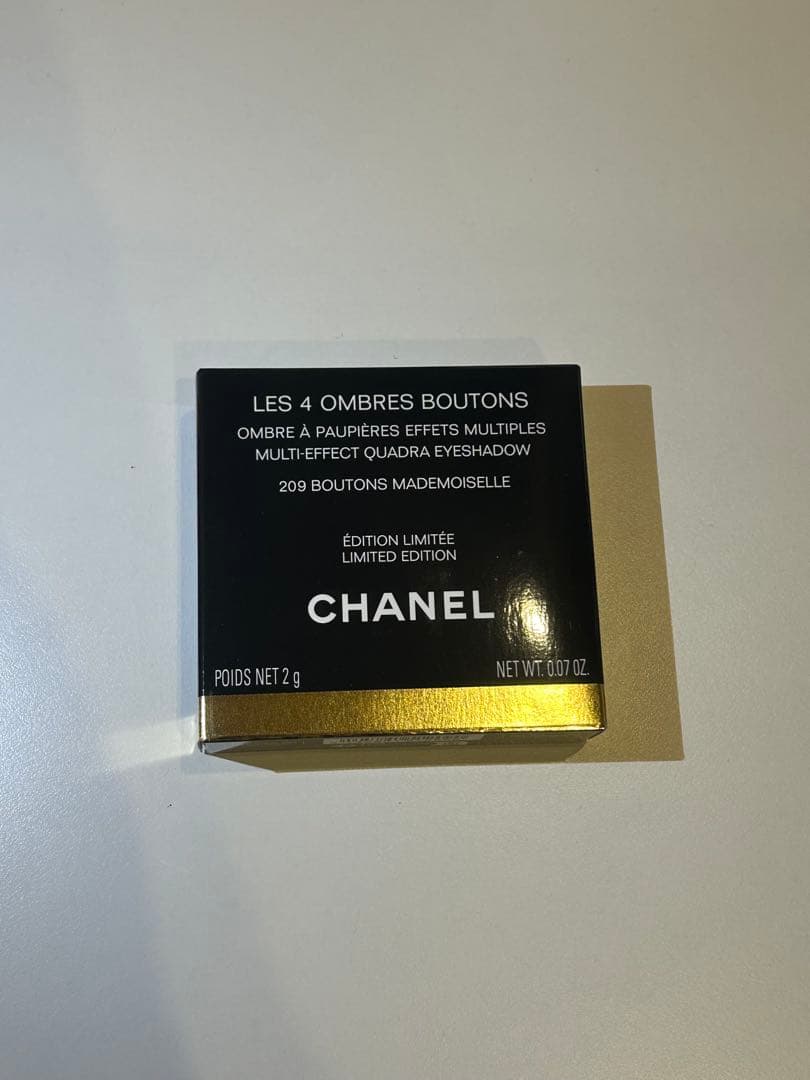 LES 4 OMBRES BOUTONS
OMBRE À PAUPIÈRES EFFETS MULTIPLES
MULTI-EFFECT QUADRA EYESHADOW
209 BOUTONS MADEMOISELLE
ÉDITION LIMITÉE
LIMITED EDITION
CHANEL
POIDS NET 2 g
NET WT. 0.07 OZ.